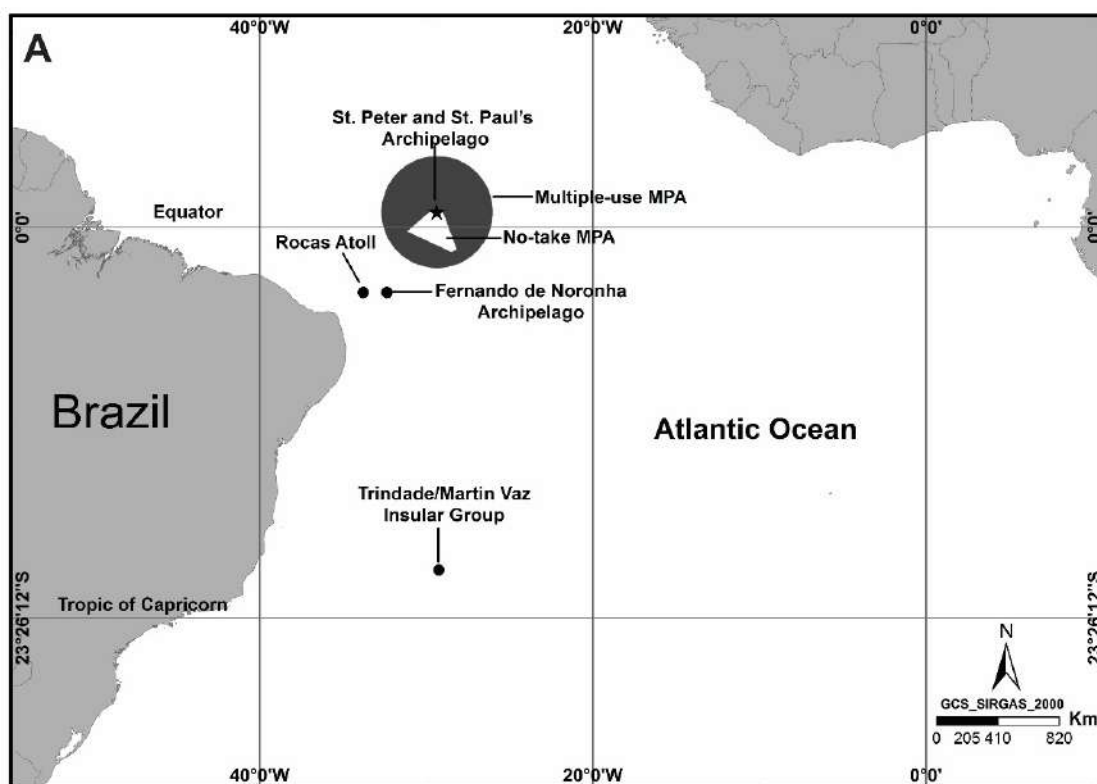 A
40°0'W
20°0'W
0°0'
St. Peter and St. Paul's
Archipelago
Multiple-use MPA
Equator
0°0'
0°0'
No-take MPA
Rocas Atoll
Fernando de Noronha
Archipelago
Brazil
Atlantic Ocean
Trindade/Martin Vaz
Insular Group
Tropic of Capricorn
23°26'12"S
23°26'12"S
N
GCS_SIRGAS_2000
Km
0 205 410 820
40°0'W
20°0'W
0°0'